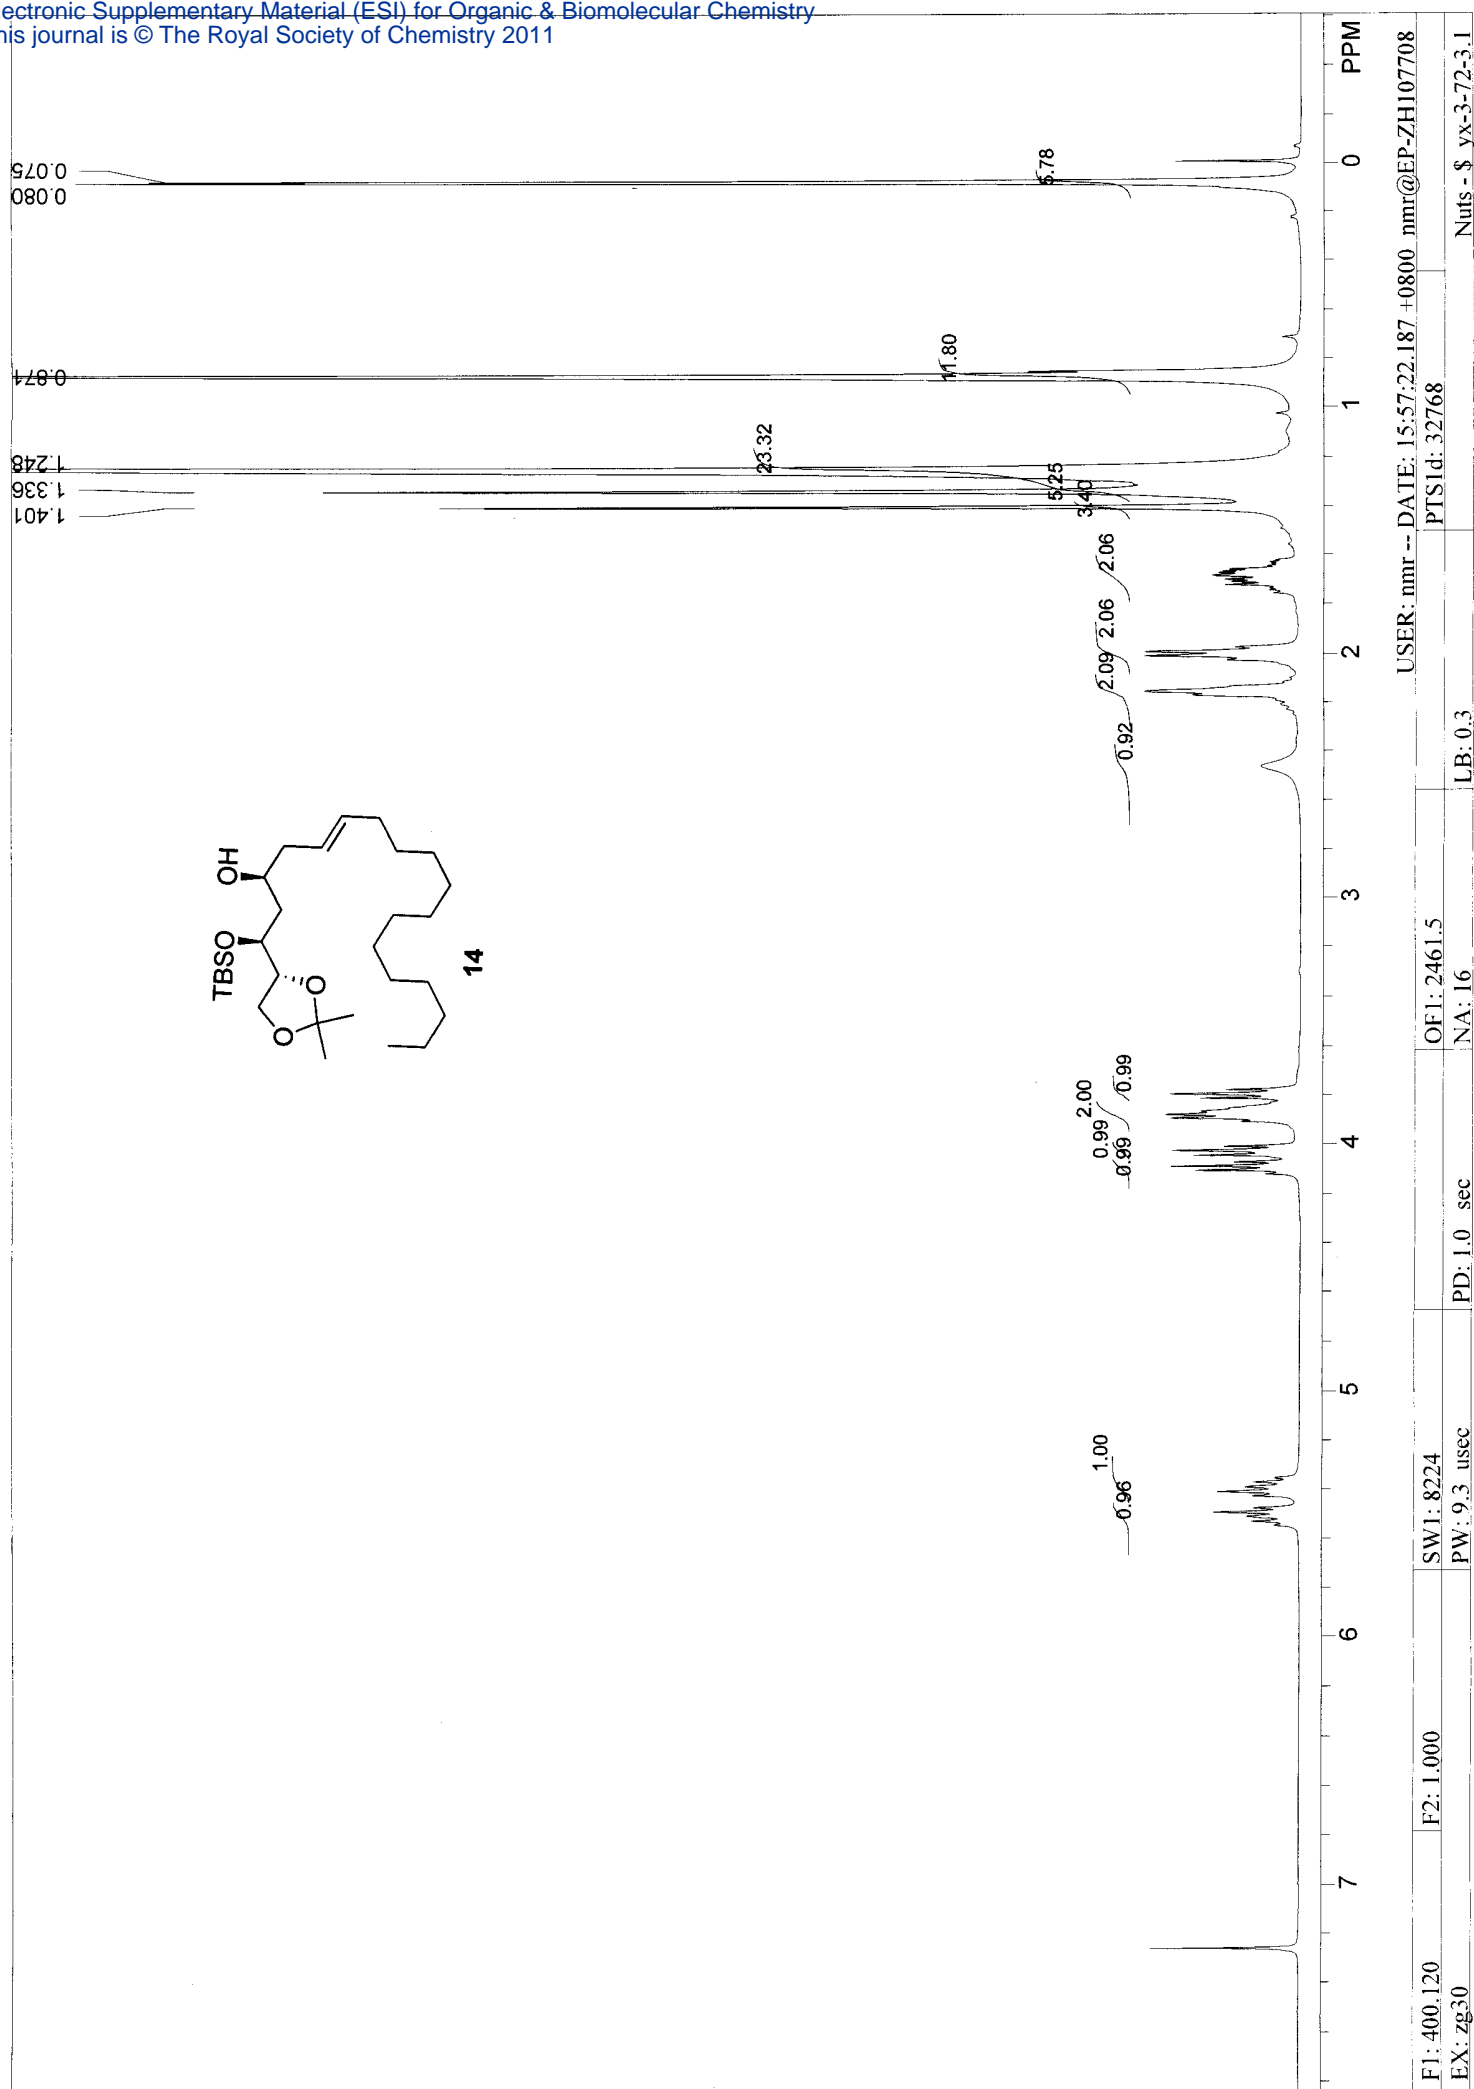 ectronic Supplementary Material (ESI) for Organic & Biomolecular Chemistry
his journal is © The Royal Society of Chemistry 2011
0.075
0.080
0.871
1.248
1.336
1.401
5.78
11.80
23.32
5.25
3.40
2.06
2.06
2.09
0.92
0.99
2.00
0.99
0.99
1.00
0.96
TBSO
OH
O
O
14
7
6
5
4
3
2
1
0
PPM
USER: nmr -- DATE: 15:57:22.187 +0800 nmr@EP-ZH107708
F1: 400.120
F2: 1.000
SW1: 8224
OF1: 2461.5
PTS1d: 32768
EX: zg30
PW: 9.3 usec
PD: 1.0 sec
NA: 16
LB: 0.3
Nuts - $ yx-3-72-3.1